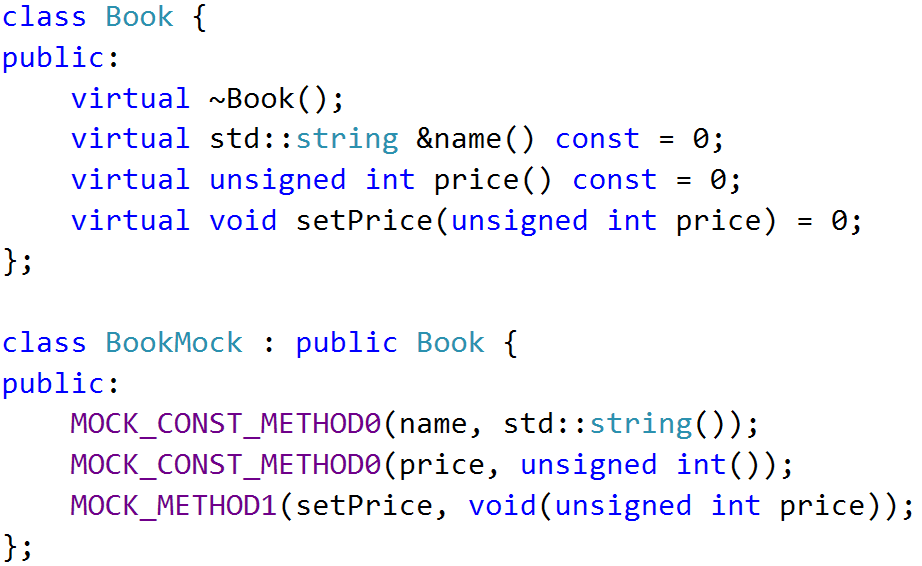 class Book {
public:
    virtual ~Book();
    virtual std::string &name() const = 0;
    virtual unsigned int price() const = 0;
    virtual void setPrice(unsigned int price) = 0;
};

class BookMock : public Book {
public:
    MOCK_CONST_METHOD0(name, std::string());
    MOCK_CONST_METHOD0(price, unsigned int());
    MOCK_METHOD1(setPrice, void(unsigned int price));
};